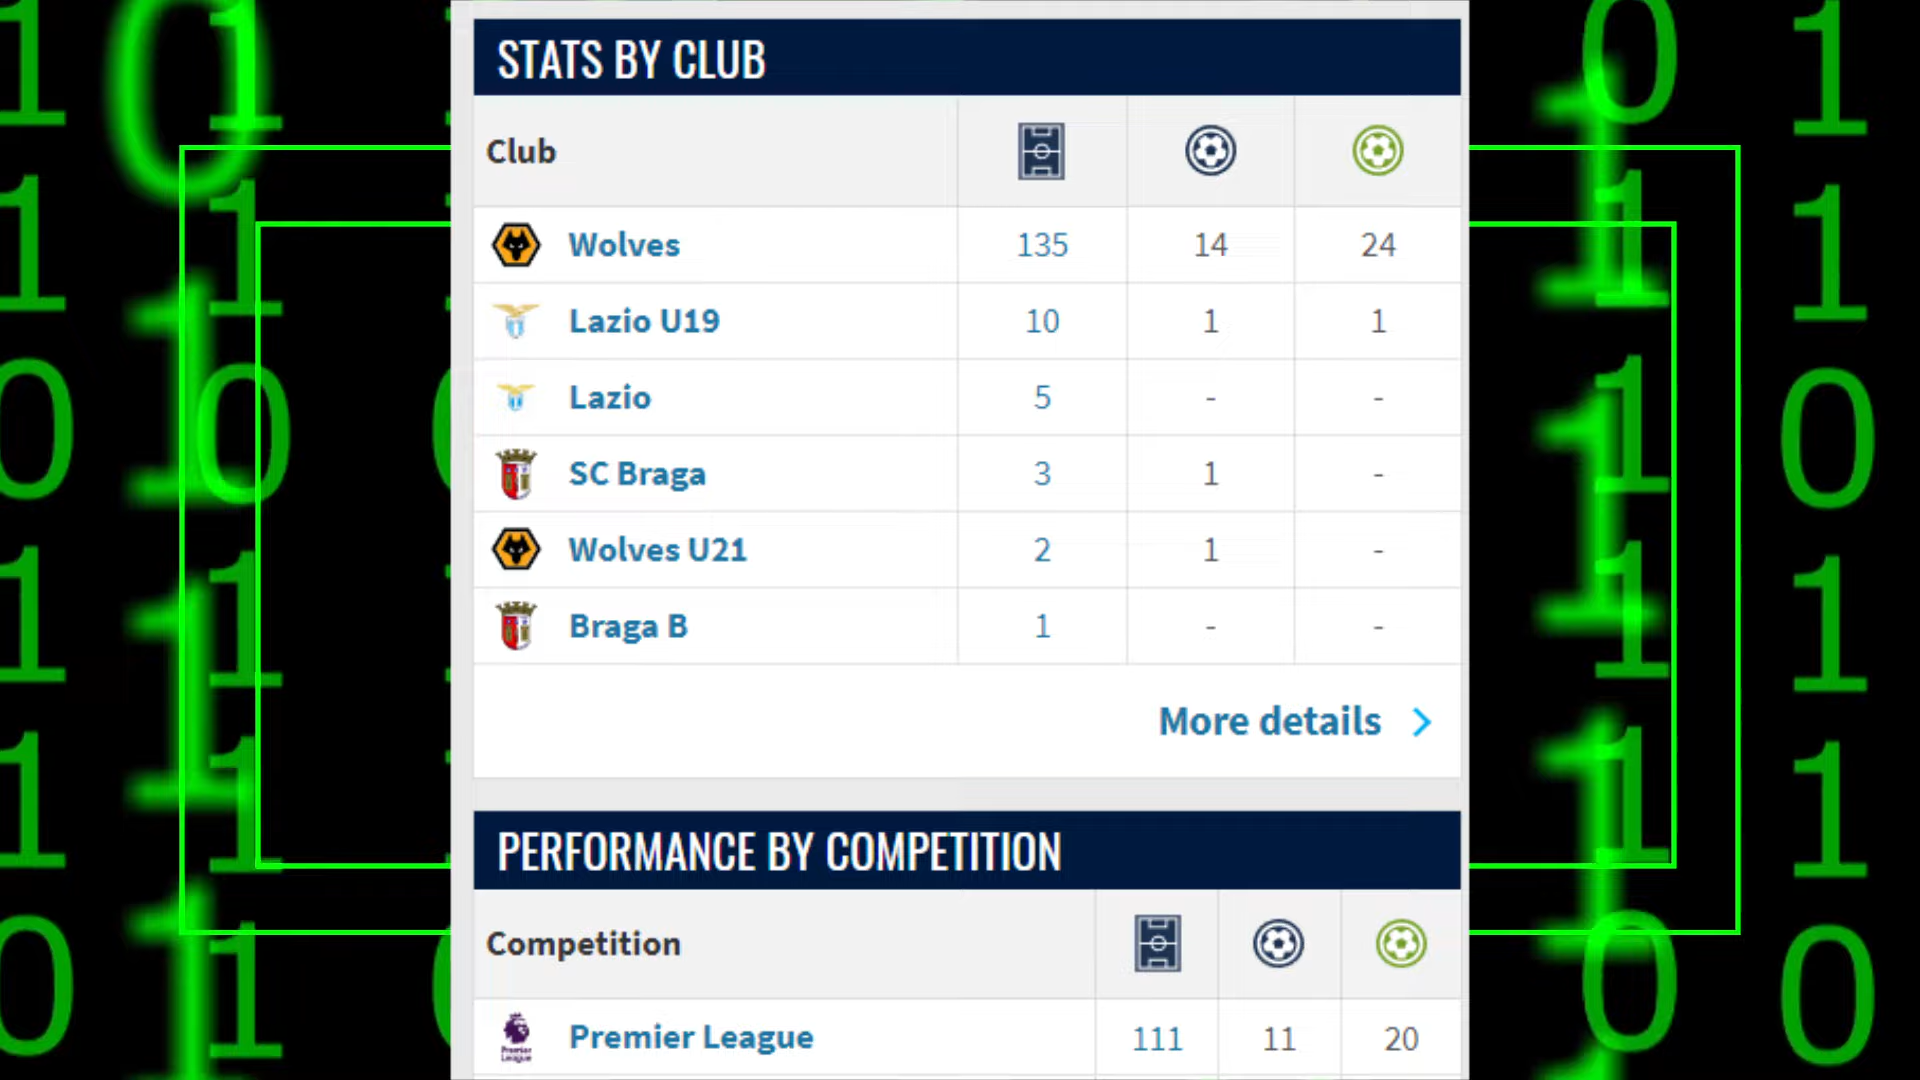 STATS BY CLUB
Club
Wolves 135 14 24
Lazio U19 10 1 1
Lazio 5 - -
SC Braga 3 1 -
Wolves U21 2 1 -
Braga B 1 - -
More details
PERFORMANCE BY COMPETITION
Competition
Premier League 111 11 20